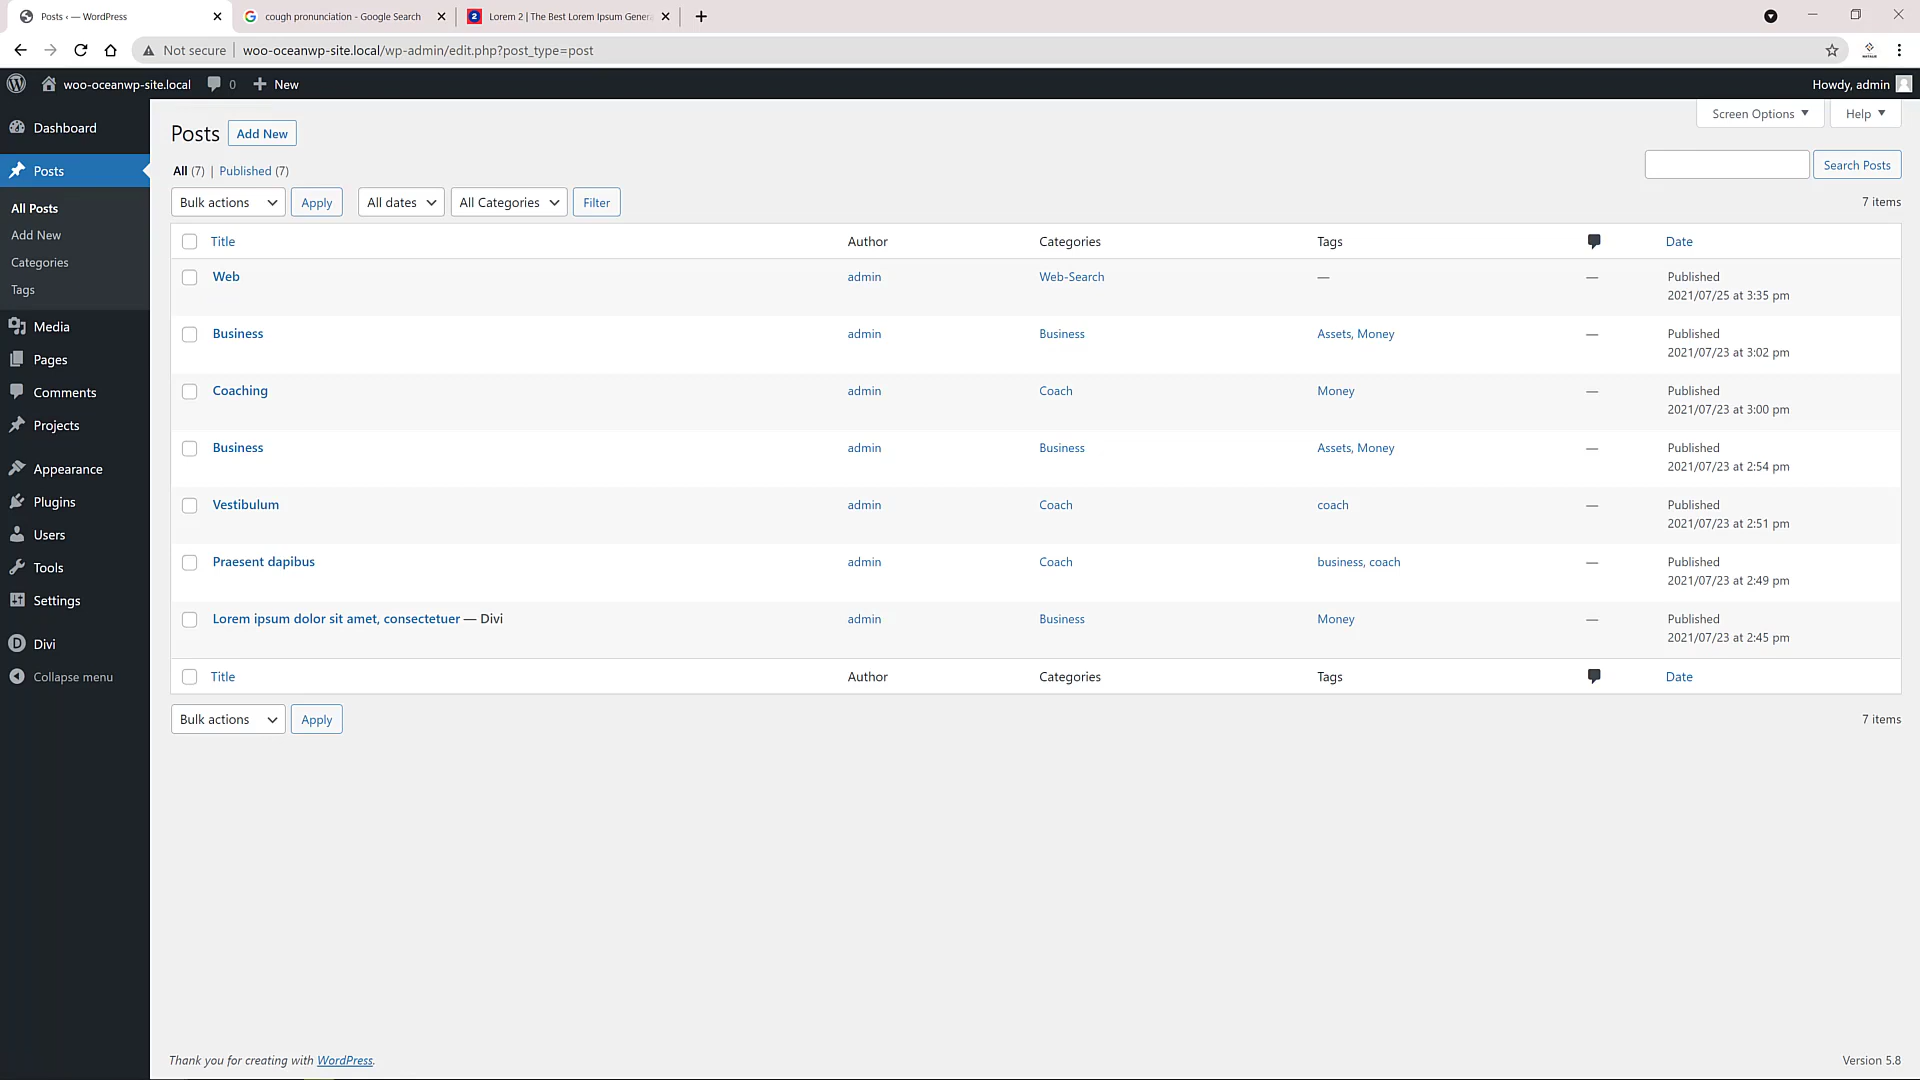 Posts ‹ — WordPress
cough pronunciation - Google Search
Lorem 2 | The Best Lorem Ipsum Gener
Not secure
woo-oceanwp-site.local/wp-admin/edit.php?post_type=post
woo-oceanwp-site.local
0
New
Howdy, admin
Dashboard
Posts
All Posts
Add New
Categories
Tags
Media
Pages
Comments
Projects
Appearance
Plugins
Users
Tools
Settings
Divi
Collapse menu
Screen Options
Help
Posts
Add New
All (7) | Published (7)
Search Posts
Bulk actions Apply All dates All Categories Filter 7 items
Title Author Categories Tags Date
Web admin Web-Search — — Published
2021/07/25 at 3:35 pm
Business admin Business Assets, Money — Published
2021/07/23 at 3:02 pm
Coaching admin Coach Money — Published
2021/07/23 at 3:00 pm
Business admin Business Assets, Money — Published
2021/07/23 at 2:54 pm
Vestibulum admin Coach coach — Published
2021/07/23 at 2:51 pm
Praesent dapibus admin Coach business, coach — Published
2021/07/23 at 2:49 pm
Lorem ipsum dolor sit amet, consectetuer — Divi admin Business Money — Published
2021/07/23 at 2:45 pm
Title Author Categories Tags Date
Bulk actions Apply 7 items
Thank you for creating with WordPress. Version 5.8